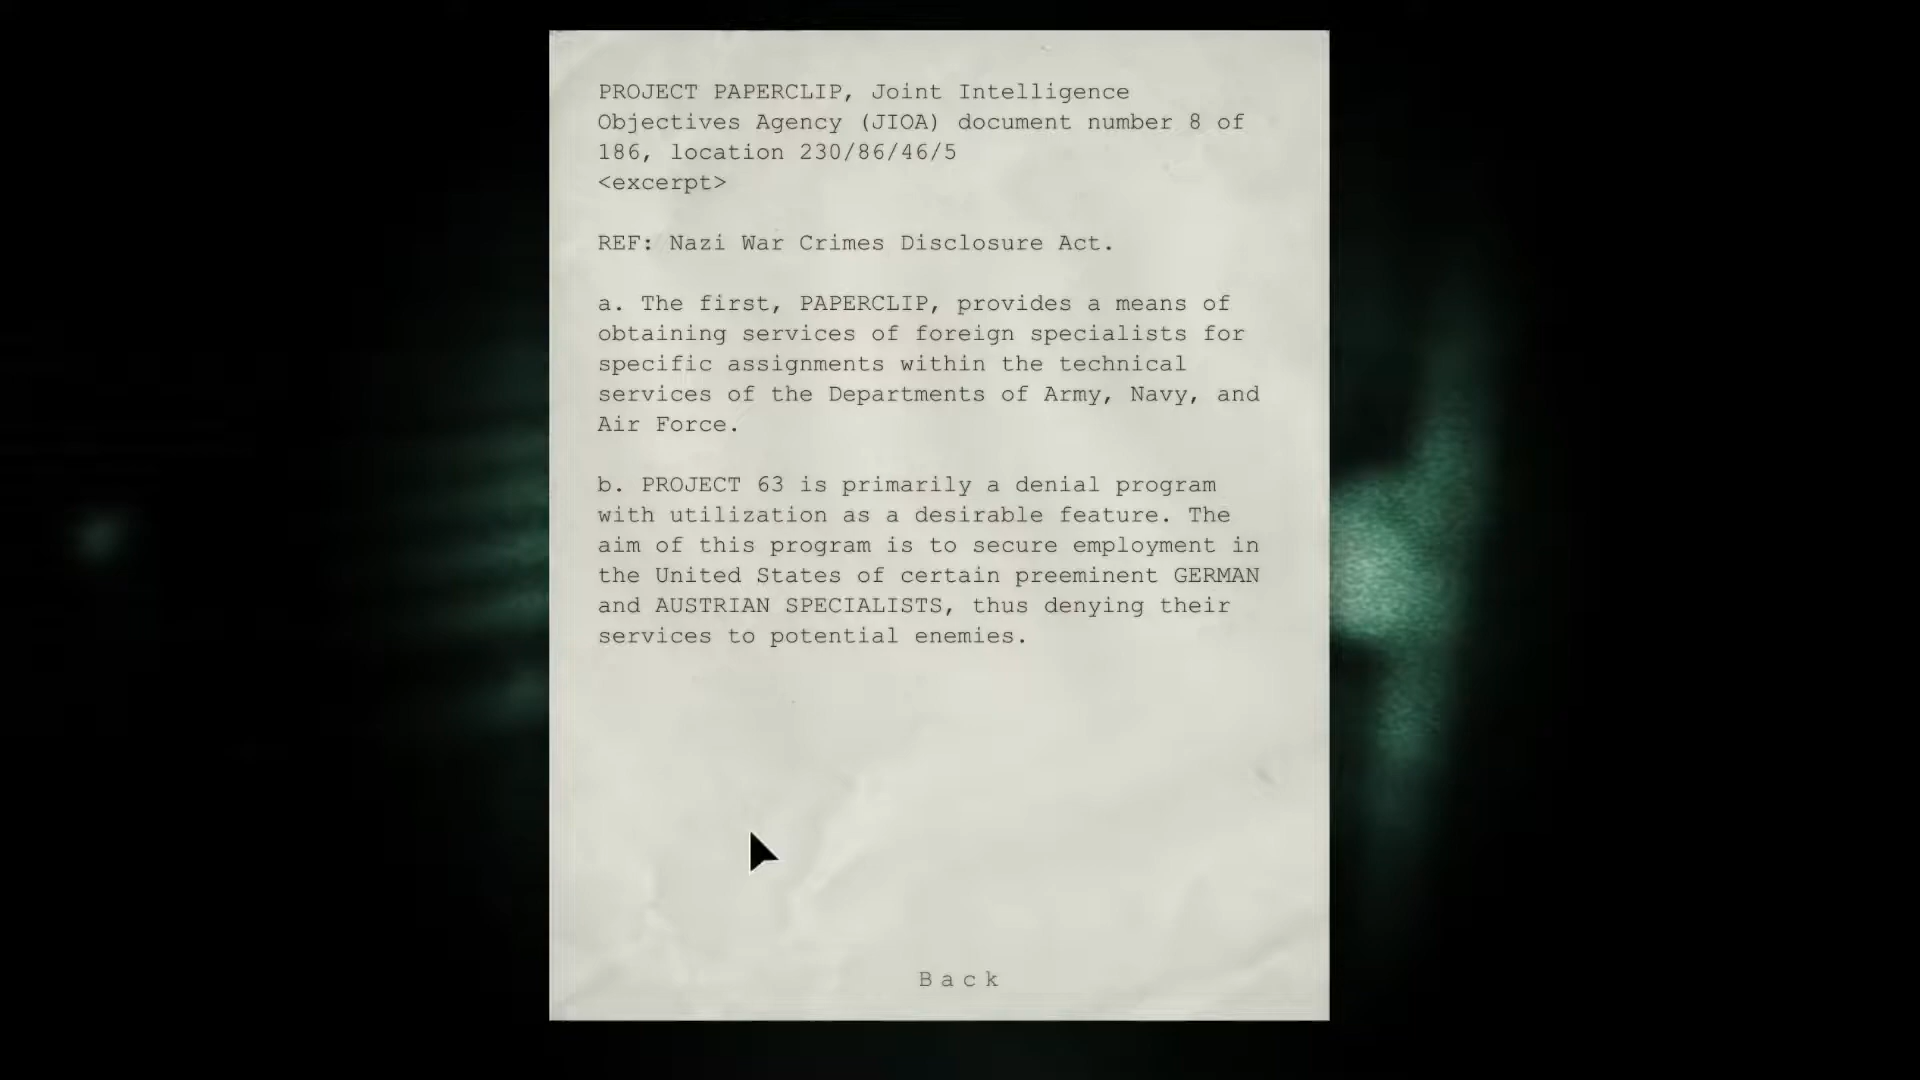 PROJECT PAPERCLIP, Joint Intelligence
Objectives Agency (JIOA) document number 8 of
186, location 230/86/46/5
<excerpt>
REF: Nazi War Crimes Disclosure Act.
a. The first, PAPERCLIP, provides a means of
obtaining services of foreign specialists for
specific assignments within the technical
services of the Departments of Army, Navy, and
Air Force.
b. PROJECT 63 is primarily a denial program
with utilization as a desirable feature. The
aim of this program is to secure employment in
the United States of certain preeminent GERMAN
and AUSTRIAN SPECIALISTS, thus denying their
services to potential enemies.
Back